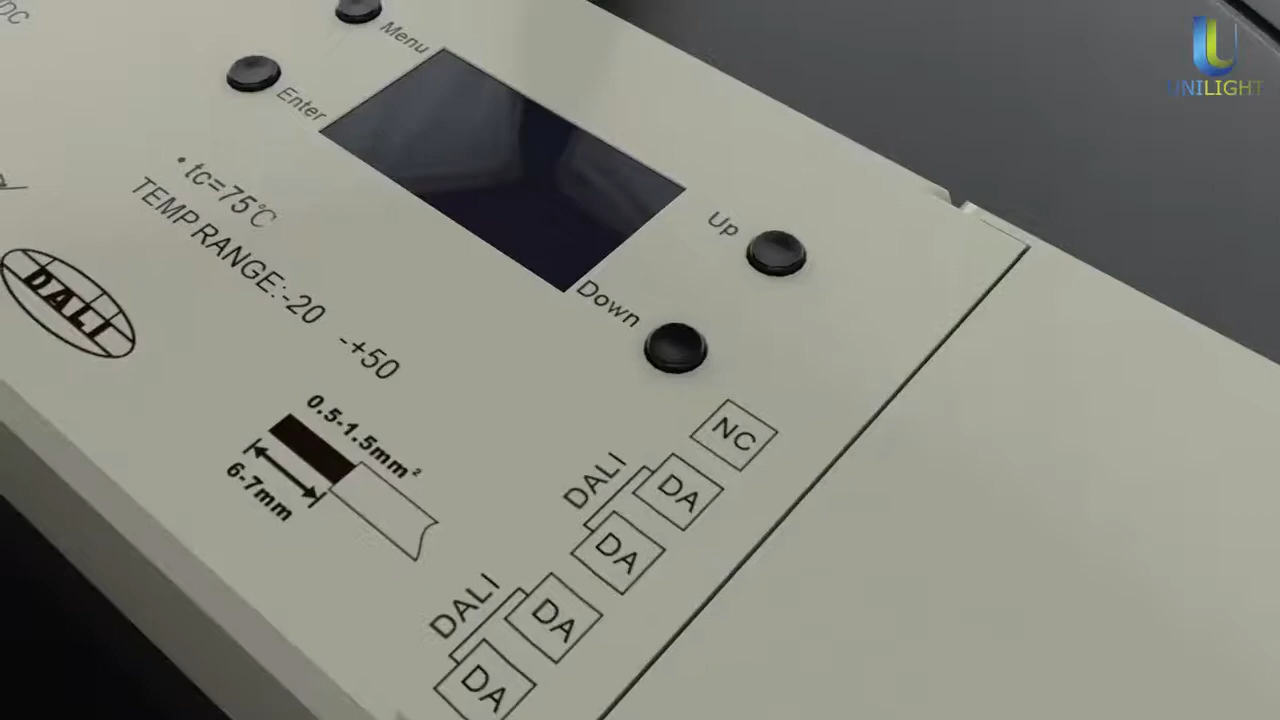 UNILIGHT
DC
Menu
Enter
• tc=75℃
TEMP RANGE:-20 -+50
Up
Down
DALI
0.5-1.5mm²
6-7mm
NC
DALI
DA
DA
DALI
DA
DA